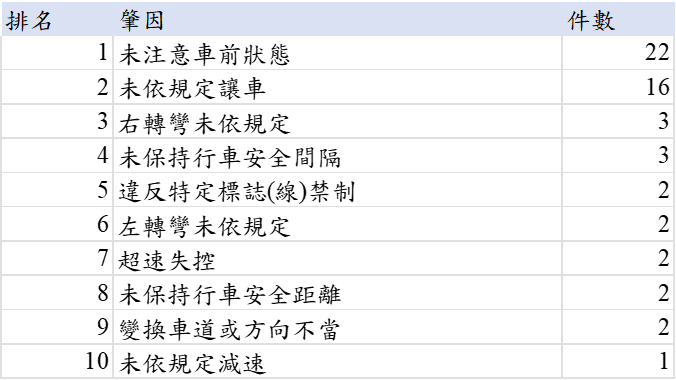 排名 肇因 件數
1 未注意車前狀態 22
2 未依規定讓車 16
3 右轉彎未依規定 3
4 未保持行車安全間隔 3
5 違反特定標誌(線)禁制 2
6 左轉彎未依規定 2
7 超速失控 2
8 未保持行車安全距離 2
9 變換車道或方向不當 2
10 未依規定減速 1